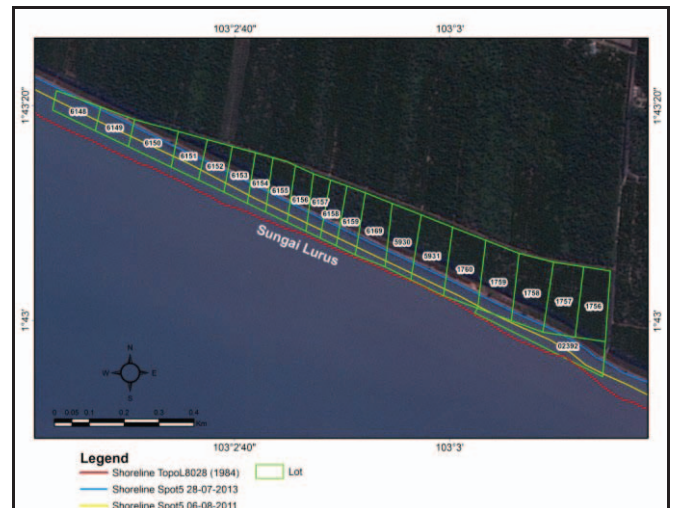 103°2'40" 103°3'
1°43'20" 1°43'20"
6148
6149
6150
6151
6152
6153
6154
6155
6156 6157
6158
6159
6169
5930
5931
1760
1759
1758
1757
1756
02392
Sungai Lurus
1°43' 1°43'
N
W E
S
0 0.05 0.1 0.2 0.3 0.4
Km
103°2'40" 103°3'
Legend
Shoreline TopoL8028 (1984) Lot
Shoreline Spot5 28-07-2013
Shoreline Spot5 06-08-2011